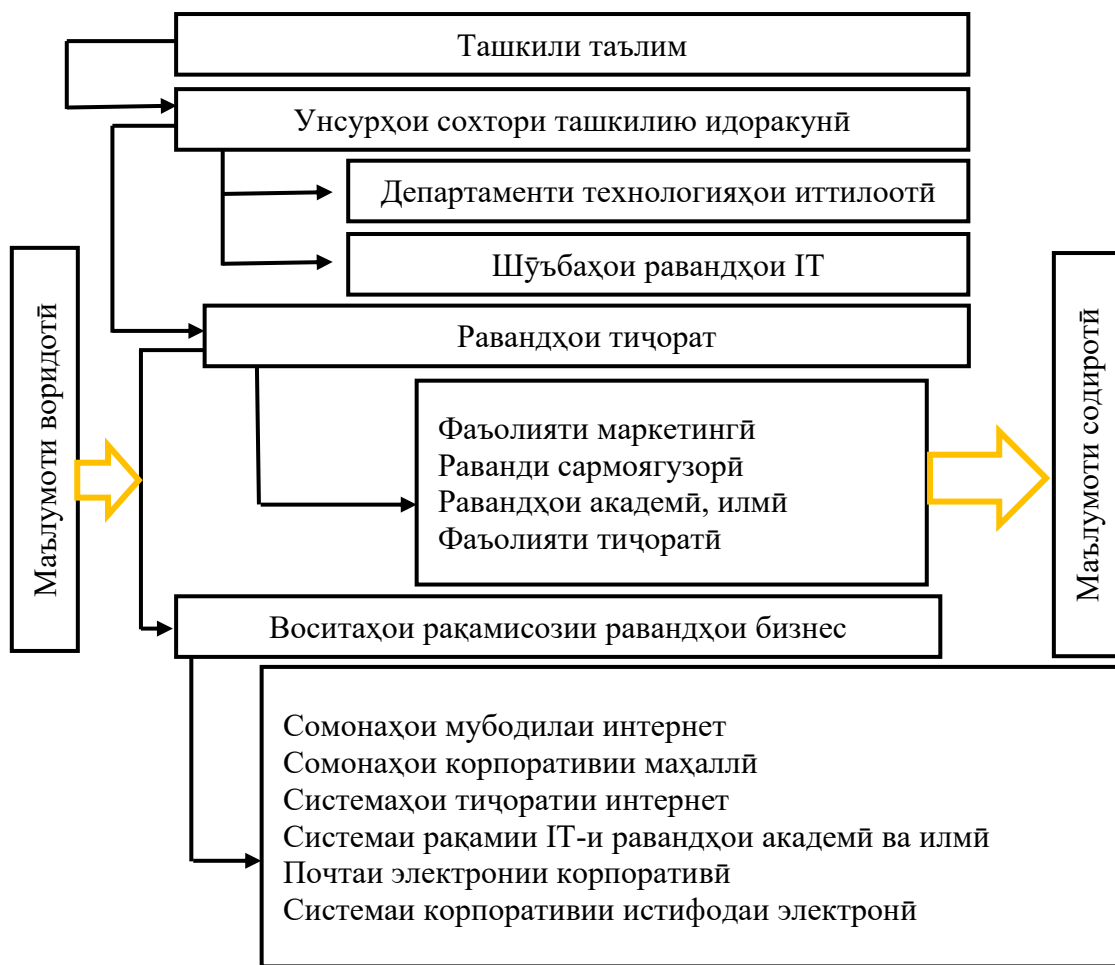 Ташкили таълим
Унсурҳои сохтори ташкилию идоракунӣ
Департаменти технологияҳои иттилоотӣ
Шӯъбаҳои равандҳои IT
Маълумоти воридотӣ
Равандҳои тиҷорат
Фаъолияти маркетингӣ
Раванди сармоягузорӣ
Равандҳои академӣ, илмӣ
Фаъолияти тиҷоратӣ
Маълумоти содиротӣ
Воситаҳои рақамисозии равандҳои бизнес
Сомонаҳои мубодилаи интернет
Сомонаҳои корпоративии маҳаллӣ
Системаҳои тиҷоратии интернет
Системаи рақамии IT-и равандҳои академӣ ва илмӣ
Почтаи электронии корпоративӣ
Системаи корпоративии истифодаи электронӣ